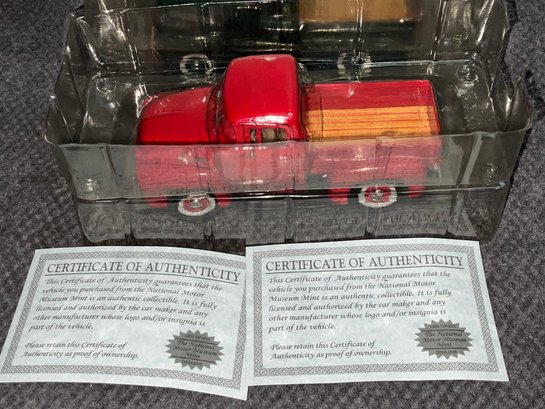 CERTIFICATE OF AUTHENTICITY
This Certificate of Authenticity guarantees that the
vehicle you purchased from the National Motor
Museum Mint is an authentic collectible. It is fully
licensed and authorized by the car maker and any
other manufacturer whose logo and/or insignia is
part of the vehicle.
Please retain this Certificate of
Authenticity as proof of ownership.
The National
Motor Museum
Mint
CERTIFICATE OF AUTHENTICITY
This Certificate of Authenticity guarantees that the
vehicle you purchased from the National Motor
Museum Mint is an authentic collectible. It is fully
licensed and authorized by the car maker and any
other manufacturer whose logo and/or insignia is
part of the vehicle.
Please retain this Certificate of
Authenticity as proof of ownership.
The National
Motor Museum
Mint